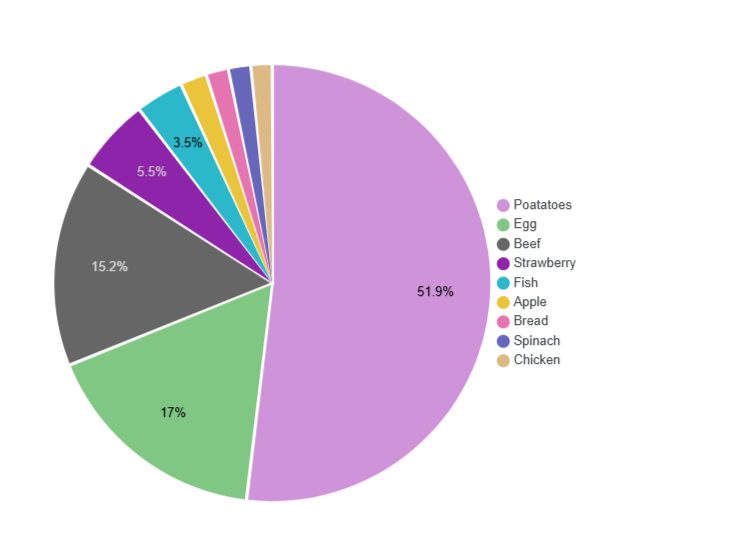 3.5%
5.5%
Poatatoes
Egg
Beef
Strawberry
15.2%
Fish
51.9%
Apple
Bread
Spinach
Chicken
17%